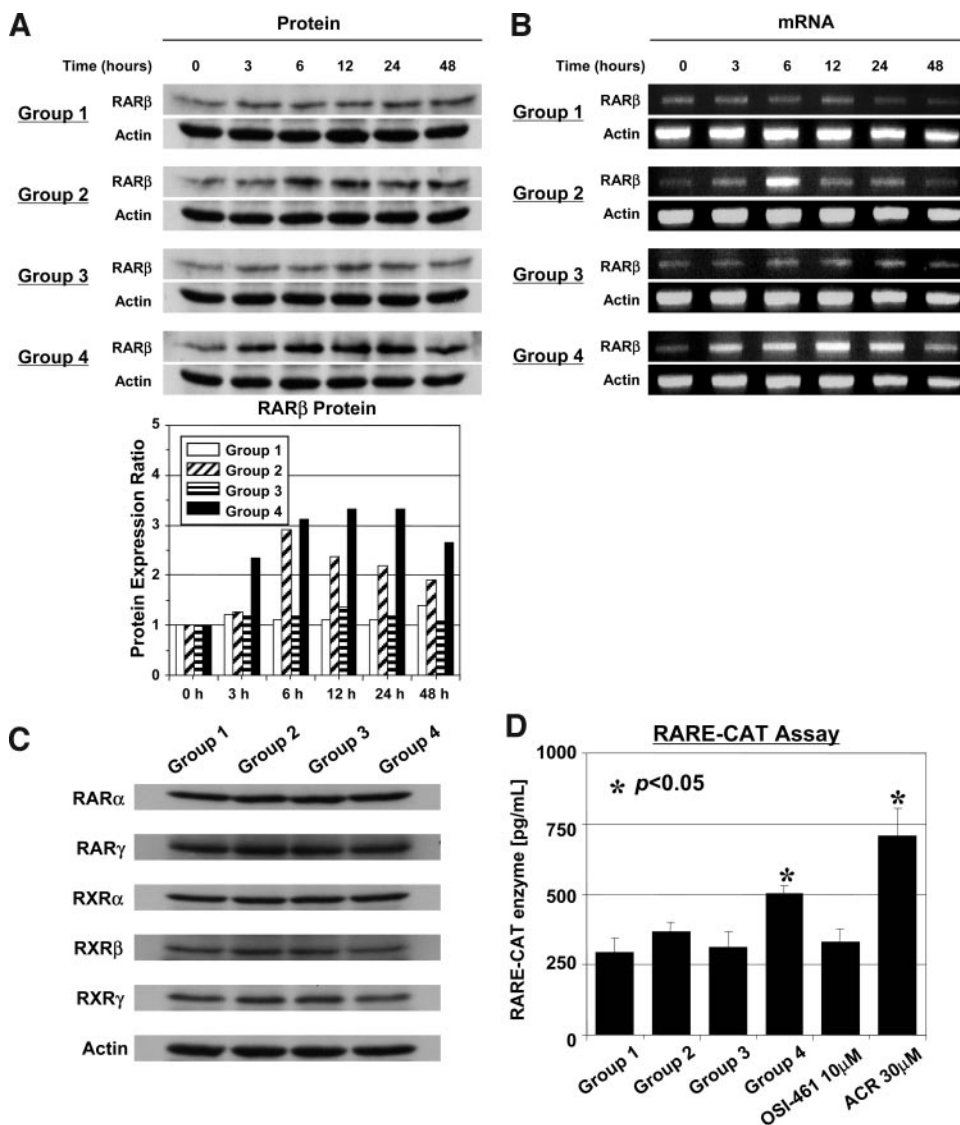 A
Protein
Time (hours) 0 3 6 12 24 48
Group 1
RARβ
Actin
Group 2
RARβ
Actin
Group 3
RARβ
Actin
Group 4
RARβ
Actin
RARβ Protein
Protein Expression Ratio
5
4
3
2
1
0
Group 1
Group 2
Group 3
Group 4
0 h 3 h 6 h 12 h 24 h 48 h
B
mRNA
Time (hours) 0 3 6 12 24 48
Group 1
RARβ
Actin
Group 2
RARβ
Actin
Group 3
RARβ
Actin
Group 4
RARβ
Actin
C
Group 1 Group 2 Group 3 Group 4
RARα
RARγ
RXRα
RXRβ
RXRγ
Actin
D
RARE-CAT Assay
RARE-CAT enzyme [pg/mL]
1000
750
500
250
0
* p<0.05
*
*
Group 1 Group 2 Group 3 Group 4 OSI-461 10μM ACR 30μM